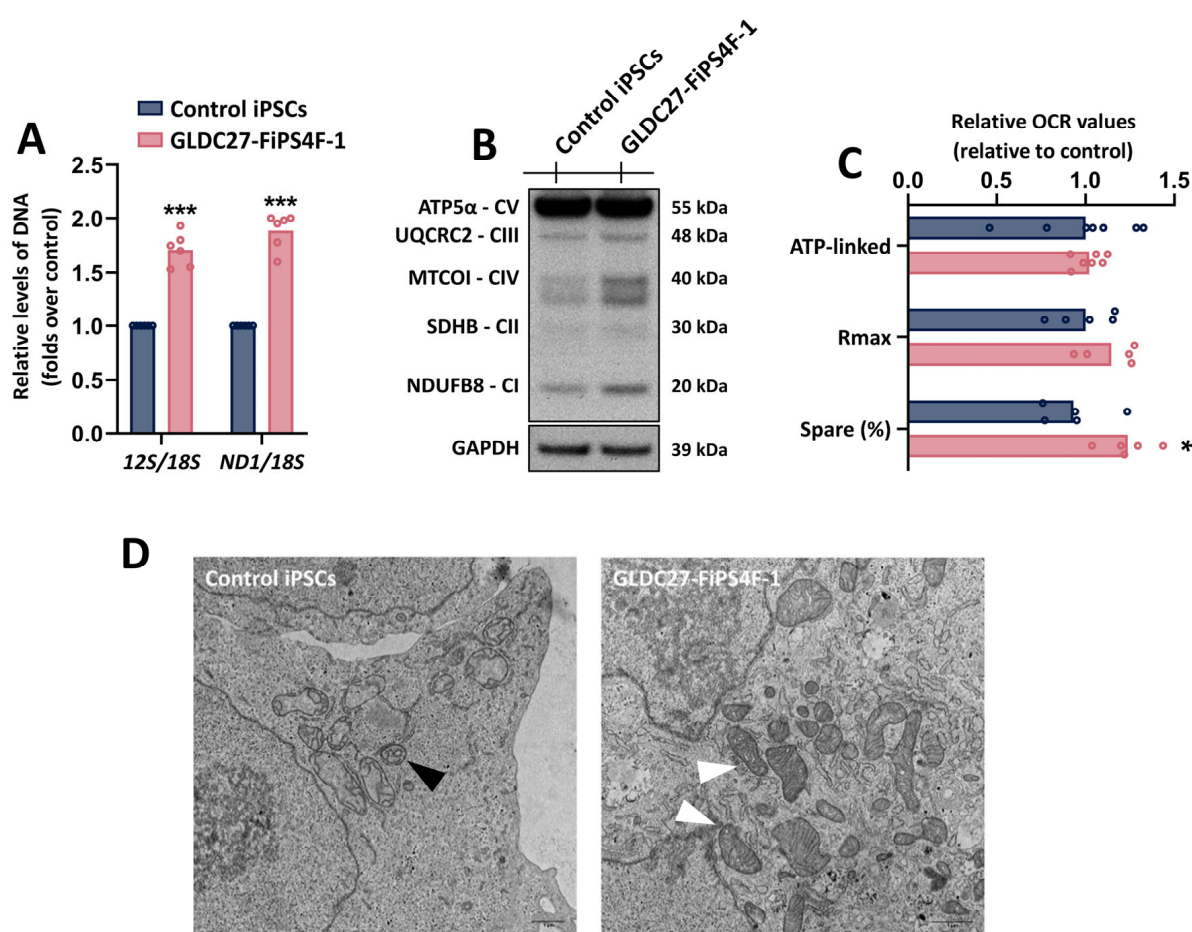 Control iPSCs
GLDC27-FiPS4F-1
A
Relative levels of DNA
(folds over control)
2.5
2.0
1.5
1.0
0.5
0.0
***
***
12S/18S
ND1/18S
B
Control iPSCs
GLDC27-FiPS4F-1
ATP5α - CV
55 kDa
UQCRC2 - CIII
48 kDa
MTCOI - CIV
40 kDa
SDHB - CII
30 kDa
NDUFB8 - CI
20 kDa
GAPDH
39 kDa
C
Relative OCR values
(relative to control)
0.0
0.5
1.0
1.5
ATP-linked
Rmax
Spare (%)
*
D
Control iPSCs
GLDC27-FiPS4F-1